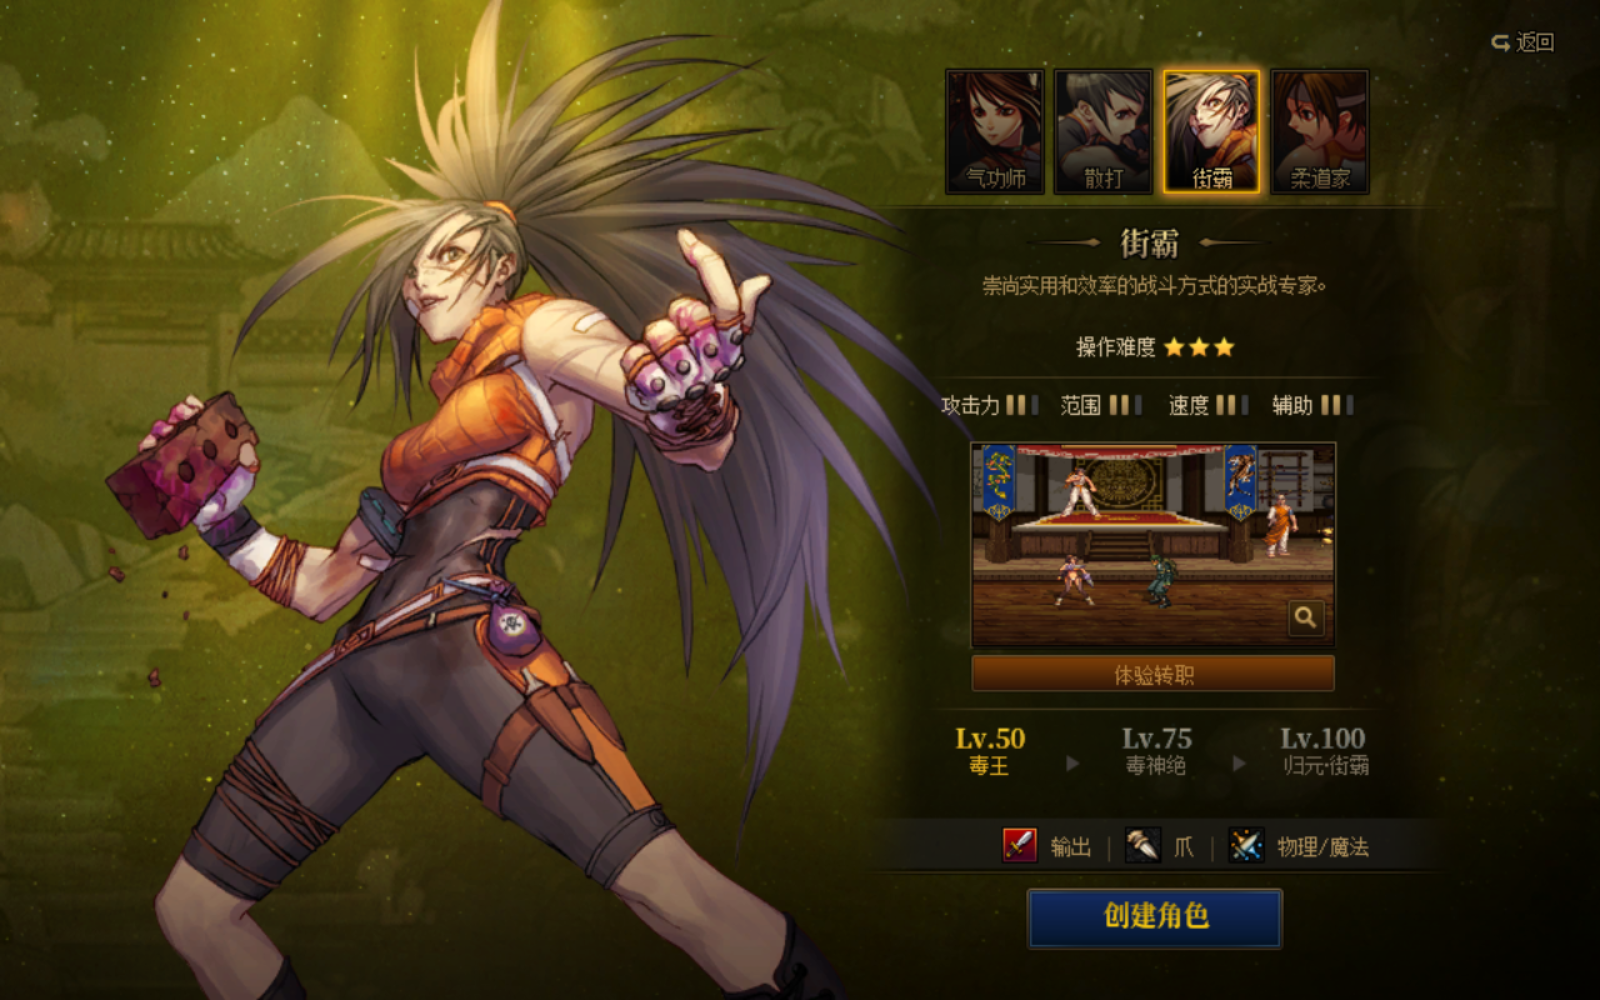 返回
气功师 散打 街霸 柔道家
街霸
崇尚实用和效率的战斗方式的实战专家。
操作难度
攻击力 范围 速度 辅助
体验转职
Lv.50 Lv.75 Lv.100
毒王 毒神绝 归元·街霸
输出 | 爪 | 物理/魔法
创建角色